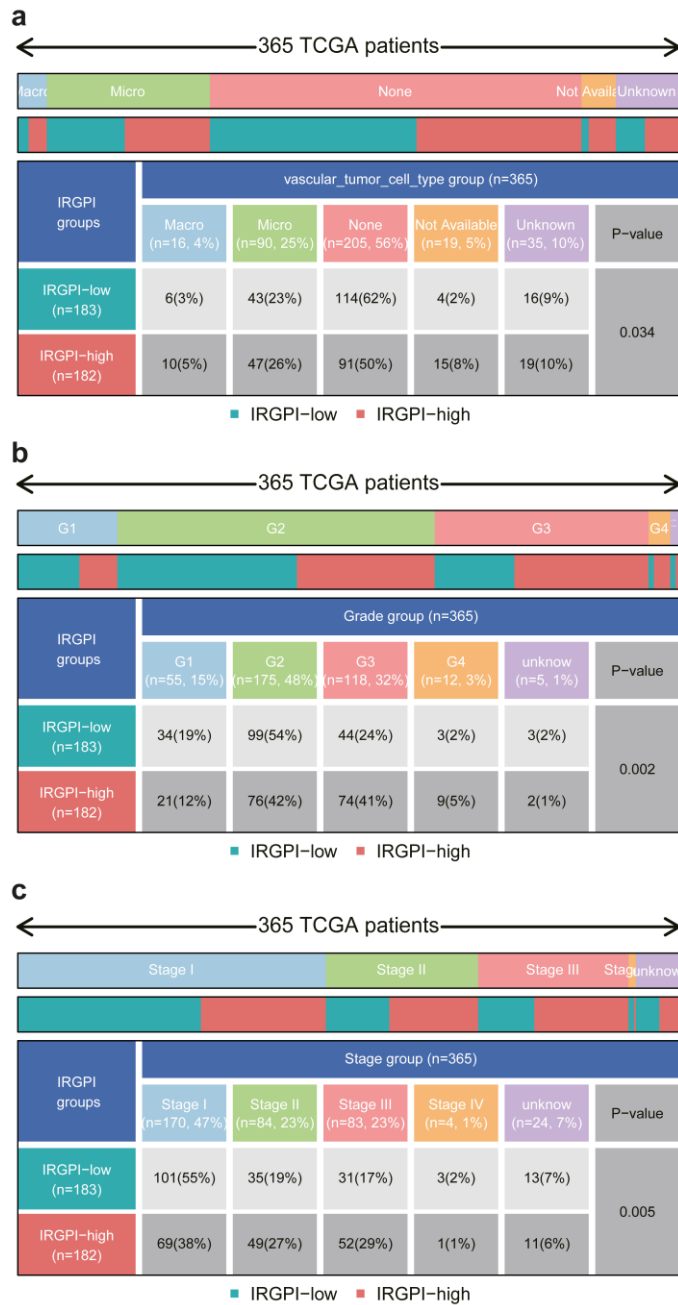 a
365 TCGA patients
Macro Micro None Not Availa Unknown
IRGPI groups
vascular_tumor_cell_type group (n=365)
Macro (n=16, 4%) Micro (n=90, 25%) None (n=205, 56%) Not Available (n=19, 5%) Unknown (n=35, 10%) P−value
IRGPI−low (n=183) 6(3%) 43(23%) 114(62%) 4(2%) 16(9%)
0.034
IRGPI−high (n=182) 10(5%) 47(26%) 91(50%) 15(8%) 19(10%)
IRGPI−low IRGPI−high
b
365 TCGA patients
G1 G2 G3 G4
IRGPI groups
Grade group (n=365)
G1 (n=55, 15%) G2 (n=175, 48%) G3 (n=118, 32%) G4 (n=12, 3%) unknow (n=5, 1%) P−value
IRGPI−low (n=183) 34(19%) 99(54%) 44(24%) 3(2%) 3(2%)
0.002
IRGPI−high (n=182) 21(12%) 76(42%) 74(41%) 9(5%) 2(1%)
IRGPI−low IRGPI−high
c
365 TCGA patients
Stage I Stage II Stage III Stag unknow
IRGPI groups
Stage group (n=365)
Stage I (n=170, 47%) Stage II (n=84, 23%) Stage III (n=83, 23%) Stage IV (n=4, 1%) unknow (n=24, 7%) P−value
IRGPI−low (n=183) 101(55%) 35(19%) 31(17%) 3(2%) 13(7%)
0.005
IRGPI−high (n=182) 69(38%) 49(27%) 52(29%) 1(1%) 11(6%)
IRGPI−low IRGPI−high